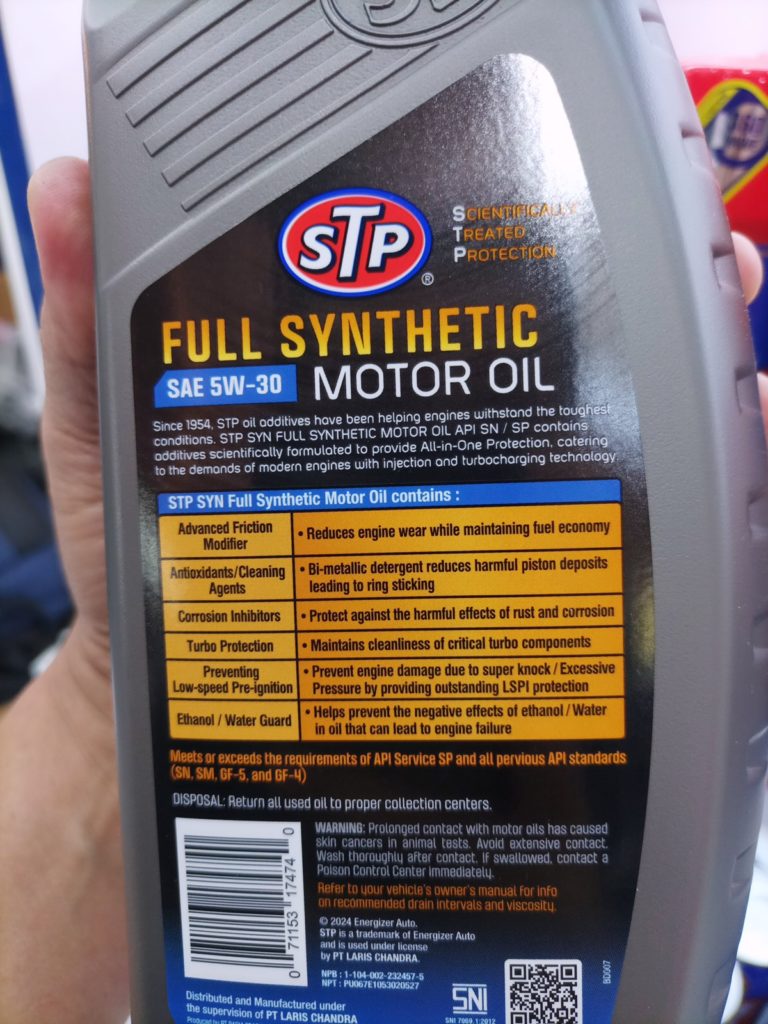 STP
STP®
SCIENTIFICALLY
TREATED
PROTECTION
FULL SYNTHETIC
SAE 5W-30 MOTOR OIL
Since 1954, STP oil additives have been helping engines withstand the toughest
conditions. STP SYN FULL SYNTHETIC MOTOR OIL API SN / SP contains
additives scientifically formulated to provide All-in-One Protection, catering
to the demands of modern engines with injection and turbocharging technology.
STP SYN Full Synthetic Motor Oil contains :
Advanced Friction
Modifier
• Reduces engine wear while maintaining fuel economy
Antioxidants/Cleaning
Agents
• Bi-metallic detergent reduces harmful piston deposits
leading to ring sticking
Corrosion Inhibitors
• Protect against the harmful effects of rust and corrosion
Turbo Protection
• Maintains cleanliness of critical turbo components
Preventing
Low-speed Pre-ignition
• Prevent engine damage due to super knock / Excessive
Pressure by providing outstanding LSPI protection
Ethanol / Water Guard
• Helps prevent the negative effects of ethanol / Water
in oil that can lead to engine failure
Meets or exceeds the requirements of API Service SP and all pervious API standards
(SN, SM, GF-5, and GF-4)
DISPOSAL: Return all used oil to proper collection centers.
0 71153 17474 0
WARNING: Prolonged contact with motor oils has caused
skin cancers in animal tests. Avoid extensive contact.
Wash thoroughly after contact. If swallowed, contact a
Poison Control Center immediately.
Refer to your vehicle's owner's manual for info
on recommended drain intervals and viscosity.
© 2024 Energizer Auto.
STP is a trademark of Energizer Auto
and is used under license
by PT LARIS CHANDRA.
NPB : 1-104-002-232457-5
NPT : PU067E1053020527
BD007
SNI
SNI 7069.1:2012
Distributed and Manufactured under
the supervision of PT LARIS CHANDRA